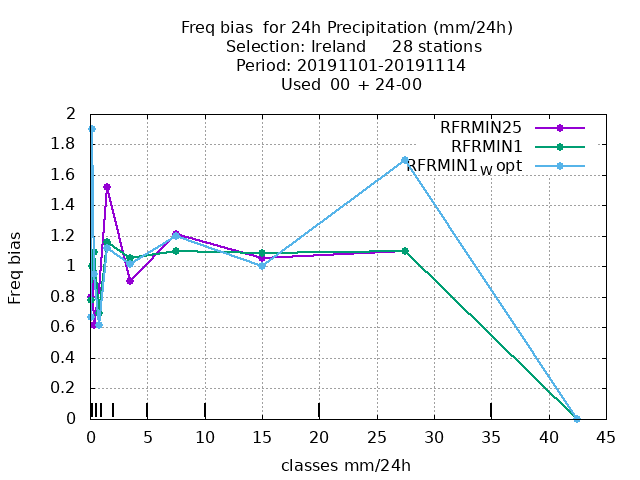 Freq bias  for 24h Precipitation (mm/24h)
Selection: Ireland     28 stations
Period: 20191101-20191114
Used  00 + 24-00
RFRMIN25
RFRMIN1
RFRMIN1_W opt
Freq bias
2
1.8
1.6
1.4
1.2
1
0.8
0.6
0.4
0.2
0
0 5 10 15 20 25 30 35 40 45
classes mm/24h